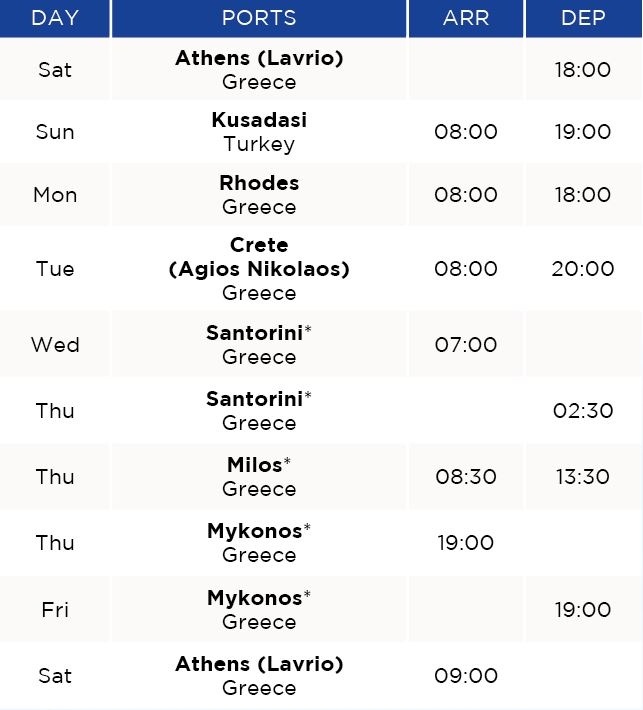 DAY PORTS ARR DEP
Athens (Lavrio)
Sat 18:00
Greece
Kusadasi
Sun 08:00 19:00
Turkey
Rhodes
Mon 08:00 18:00
Greece
Crete
Tue (Agios Nikolaos) 08:00 20:00
Greece
Santorini*
Wed 07:00
Greece
Santorini*
Thu 02:30
Greece
Milos*
Thu 08:30 13:30
Greece
Mykonos*
Thu 19:00
Greece
Mykonos*
Fri 19:00
Greece
Athens (Lavrio)
Sat 09:00
Greece